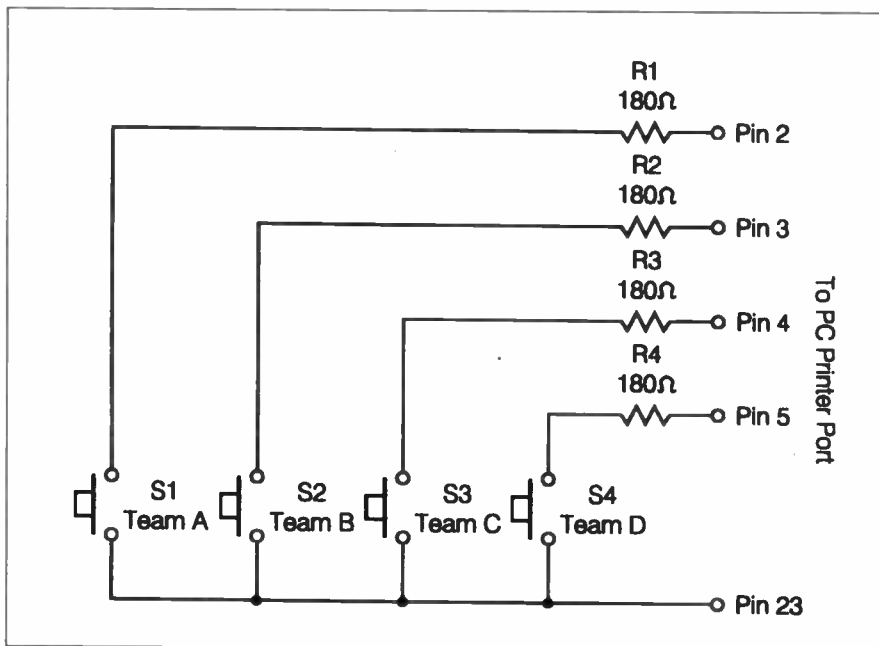 R1
180Ω
Pin 2
R2
180Ω
Pin 3
R3
180Ω
Pin 4
R4
180Ω
Pin 5
To PC Printer Port
S1
Team A
S2
Team B
S3
Team C
S4
Team D
Pin 23